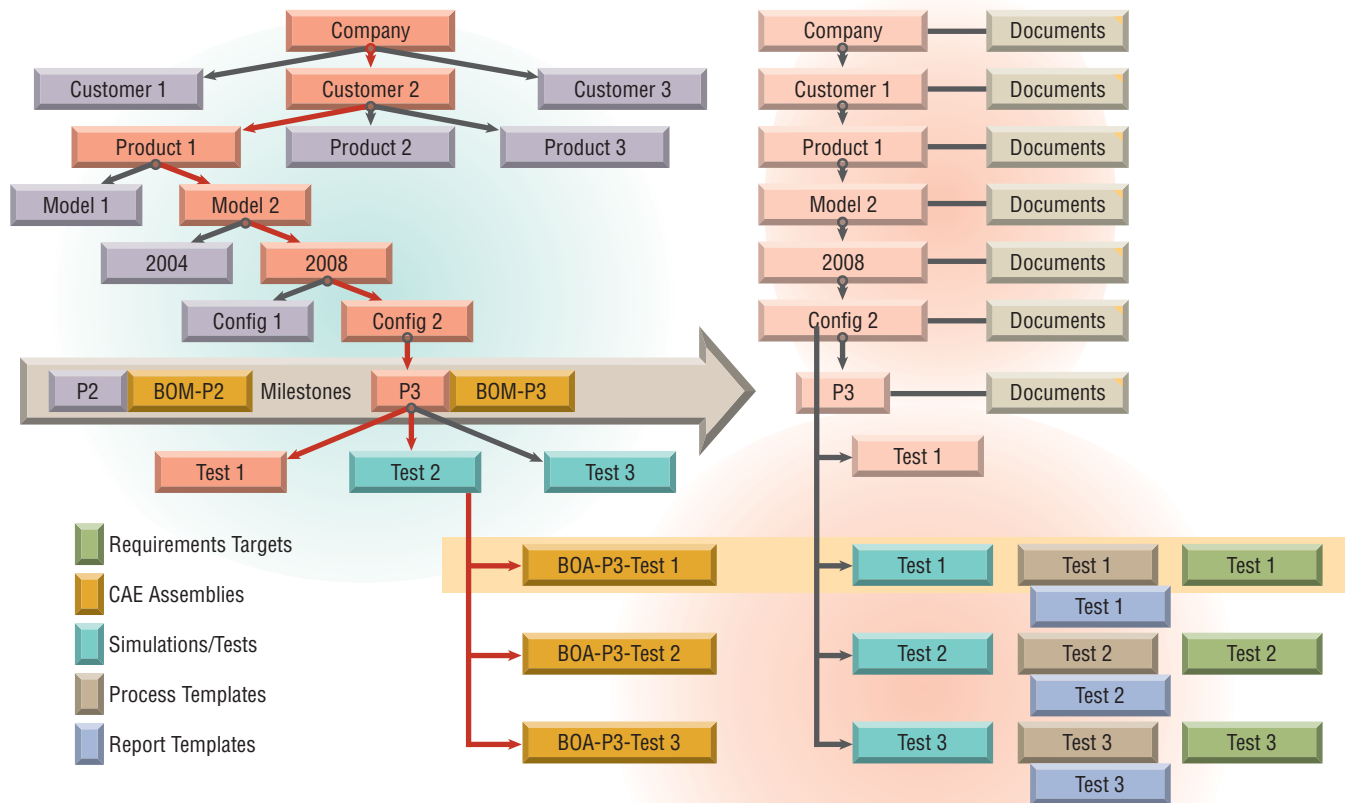 Company
Company
Documents
Customer 1
Customer 2
Customer 3
Customer 1
Documents
Product 1
Product 2
Product 3
Product 1
Documents
Model 1
Model 2
Model 2
Documents
2004
2008
2008
Documents
Config 1
Config 2
Config 2
Documents
P2
BOM-P2
Milestones
P3
BOM-P3
P3
Documents
Test 1
Test 2
Test 3
Test 1
Requirements Targets
CAE Assemblies
Simulations/Tests
Process Templates
Report Templates
BOA-P3-Test 1
Test 1
Test 1
Test 1
Test 1
BOA-P3-Test 2
Test 2
Test 2
Test 2
Test 2
BOA-P3-Test 3
Test 3
Test 3
Test 3
Test 3